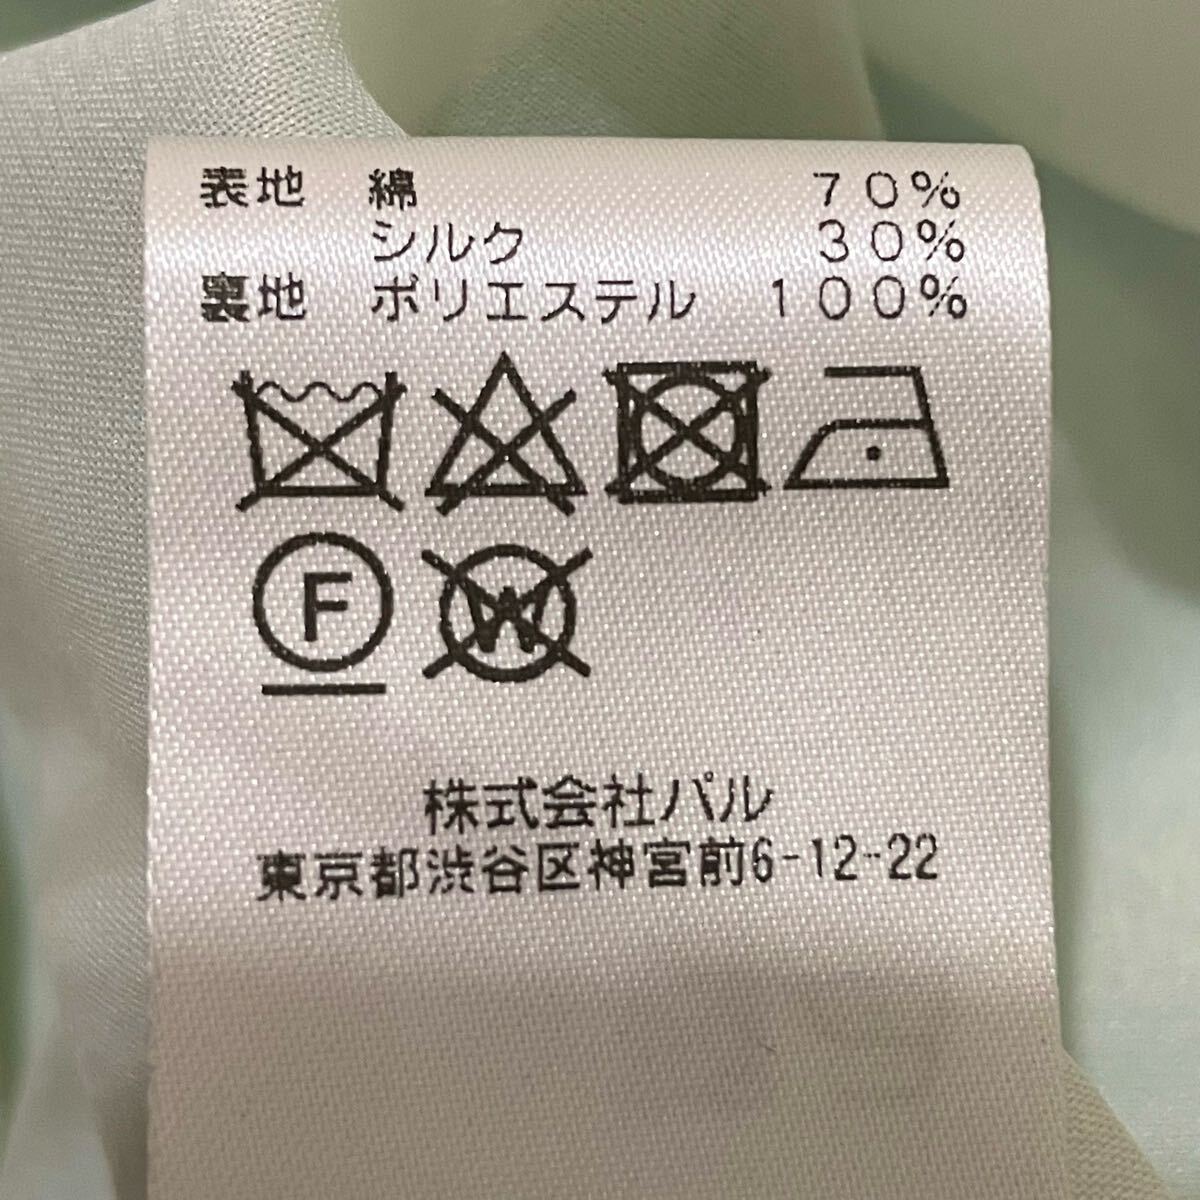 表地 綿 70%
シルク 30%
裏地 ポリエステル 100%
F W
株式会社パル
東京都渋谷区神宮前6-12-22